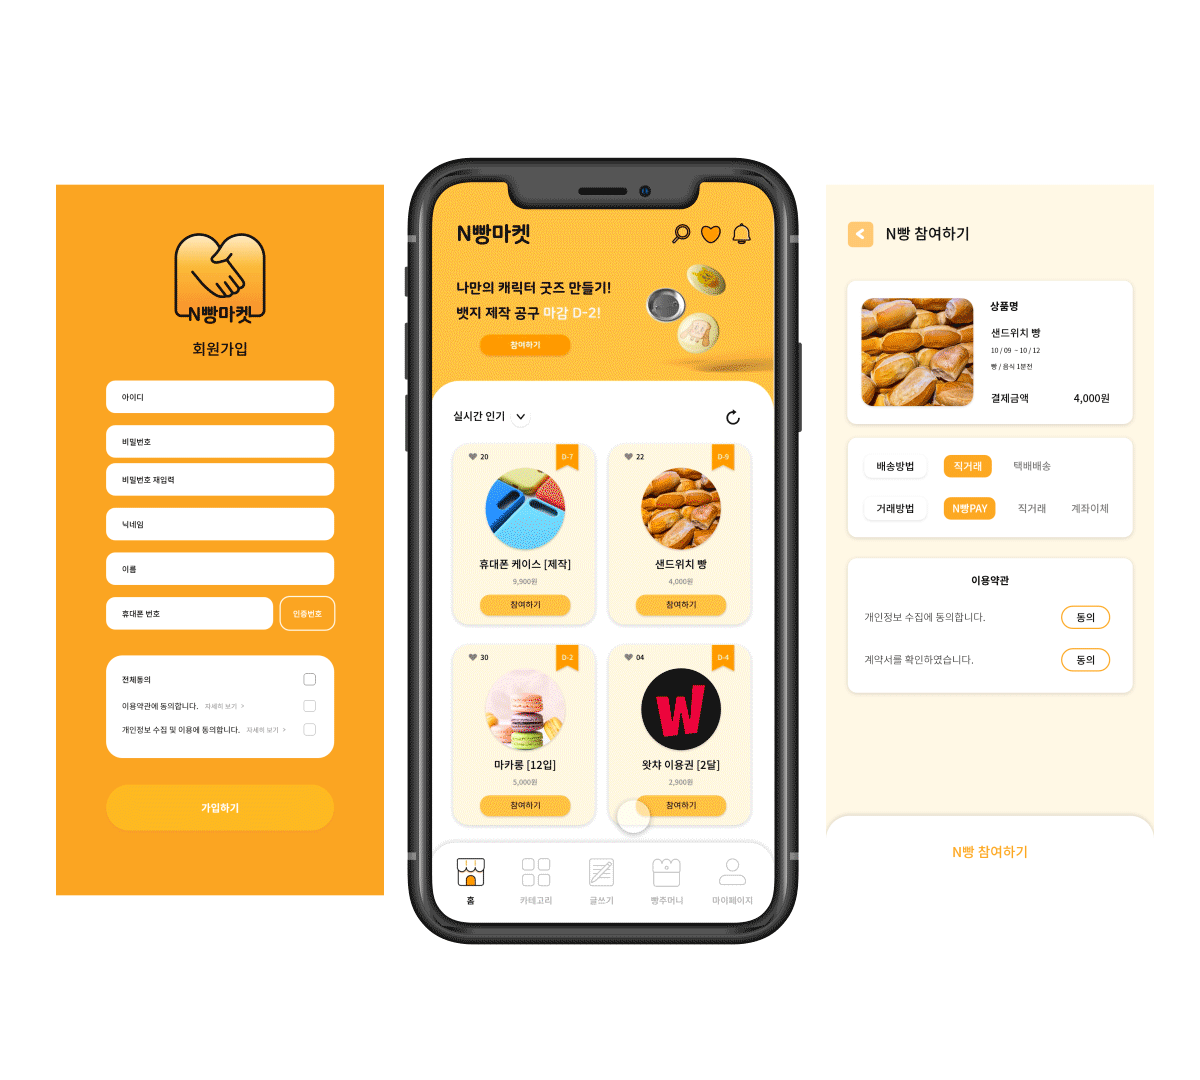 N빵마켓
회원가입
아이디
비밀번호
비밀번호 재입력
닉네임
이름
휴대폰 번호
인증번호
전체동의
이용약관에 동의합니다. 자세히 보기 >
개인정보 수집 및 이용에 동의합니다. 자세히 보기 >
가입하기
N빵마켓
나만의 캐릭터 굿즈 만들기!
뱃지 제작 공구 마감 D-2!
참여하기
실시간 인기
20 D-7
휴대폰 케이스 [제작]
9,900원
참여하기
22 D-9
샌드위치 빵
4,000원
참여하기
30 D-2
마카롱 [12입]
5,000원
참여하기
04 D-4
W
왓챠 이용권 [2달]
2,900원
참여하기
홈 카테고리 글쓰기 빵주머니 마이페이지
N빵 참여하기
상품명
샌드위치 빵
10 / 09 ~ 10 / 12
빵 / 음식 1분전
결제금액 4,000원
배송방법 직거래 택배배송
거래방법 N빵PAY 직거래 계좌이체
이용약관
개인정보 수집에 동의합니다. 동의
계약서를 확인하였습니다. 동의
N빵 참여하기